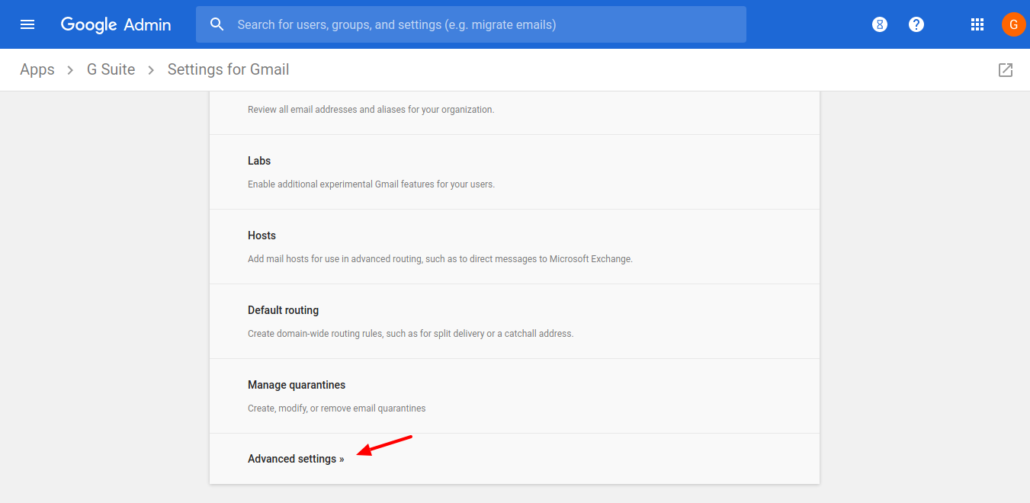 Google Admin
Search for users, groups, and settings (e.g. migrate emails)
G
Apps > G Suite > Settings for Gmail
Review all email addresses and aliases for your organization.
Labs
Enable additional experimental Gmail features for your users.
Hosts
Add mail hosts for use in advanced routing, such as to direct messages to Microsoft Exchange.
Default routing
Create domain-wide routing rules, such as for split delivery or a catchall address.
Manage quarantines
Create, modify, or remove email quarantines
Advanced settings »